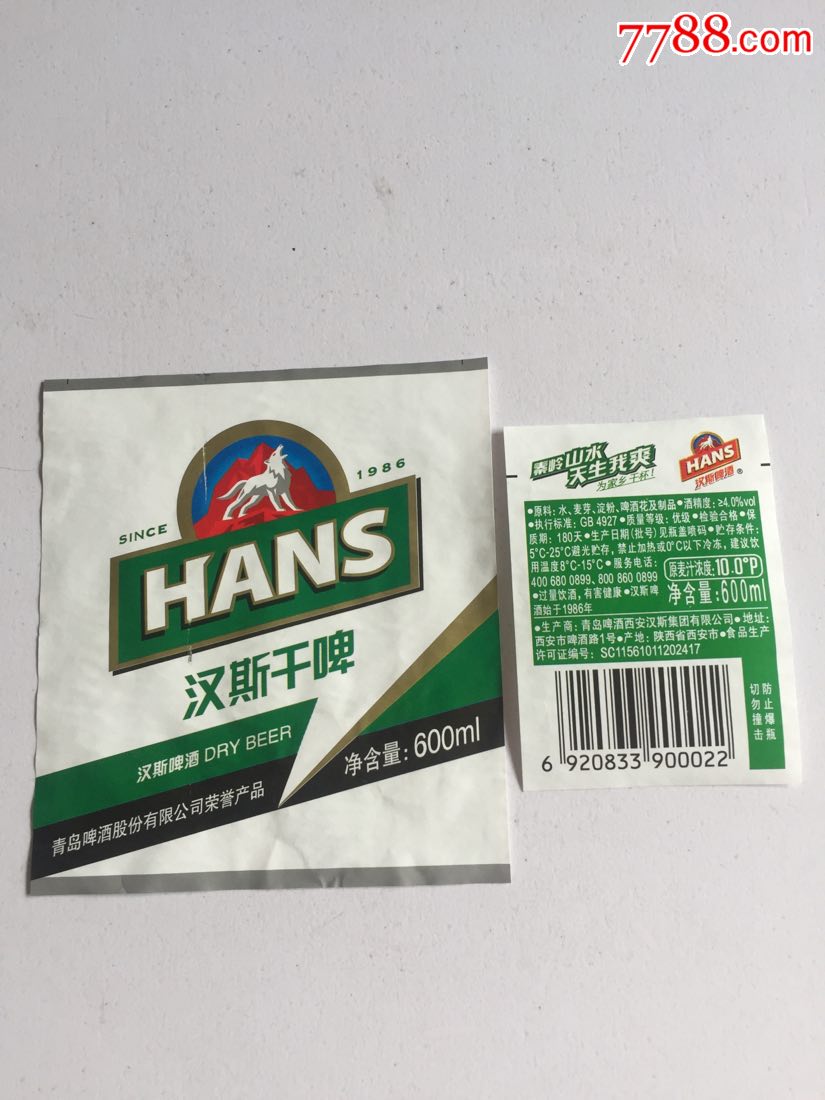 7788.com
SINCE 1986
HANS
汉斯干啤
汉斯啤酒 DRY BEER
净含量: 600ml
青岛啤酒股份有限公司荣誉产品
秦岭山水
天生我爽
为家乡干杯!
HANS
汉斯啤酒®
●原料: 水、麦芽、淀粉、啤酒花及制品●酒精度: ≥4.0%vol
●执行标准: GB 4927●质量等级: 优级●检验合格●保
质期: 180天●生产日期(批号)见瓶盖喷码●贮存条件:
5°C-25°C避光贮存, 禁止加热或0°C以下冷冻, 建议饮
用温度8°C-15°C●服务电话:
400 680 0899、800 860 0899
●过量饮酒, 有害健康●汉斯啤
酒始于1986年
原麦汁浓度: 10.0°P
净含量: 600ml
●生产商: 青岛啤酒西安汉斯集团有限公司●地址:
西安市啤酒路1号●产地: 陕西省西安市●食品生产
许可证编号: SC11561011202417
6 920833 900022
防止爆瓶
切勿撞击